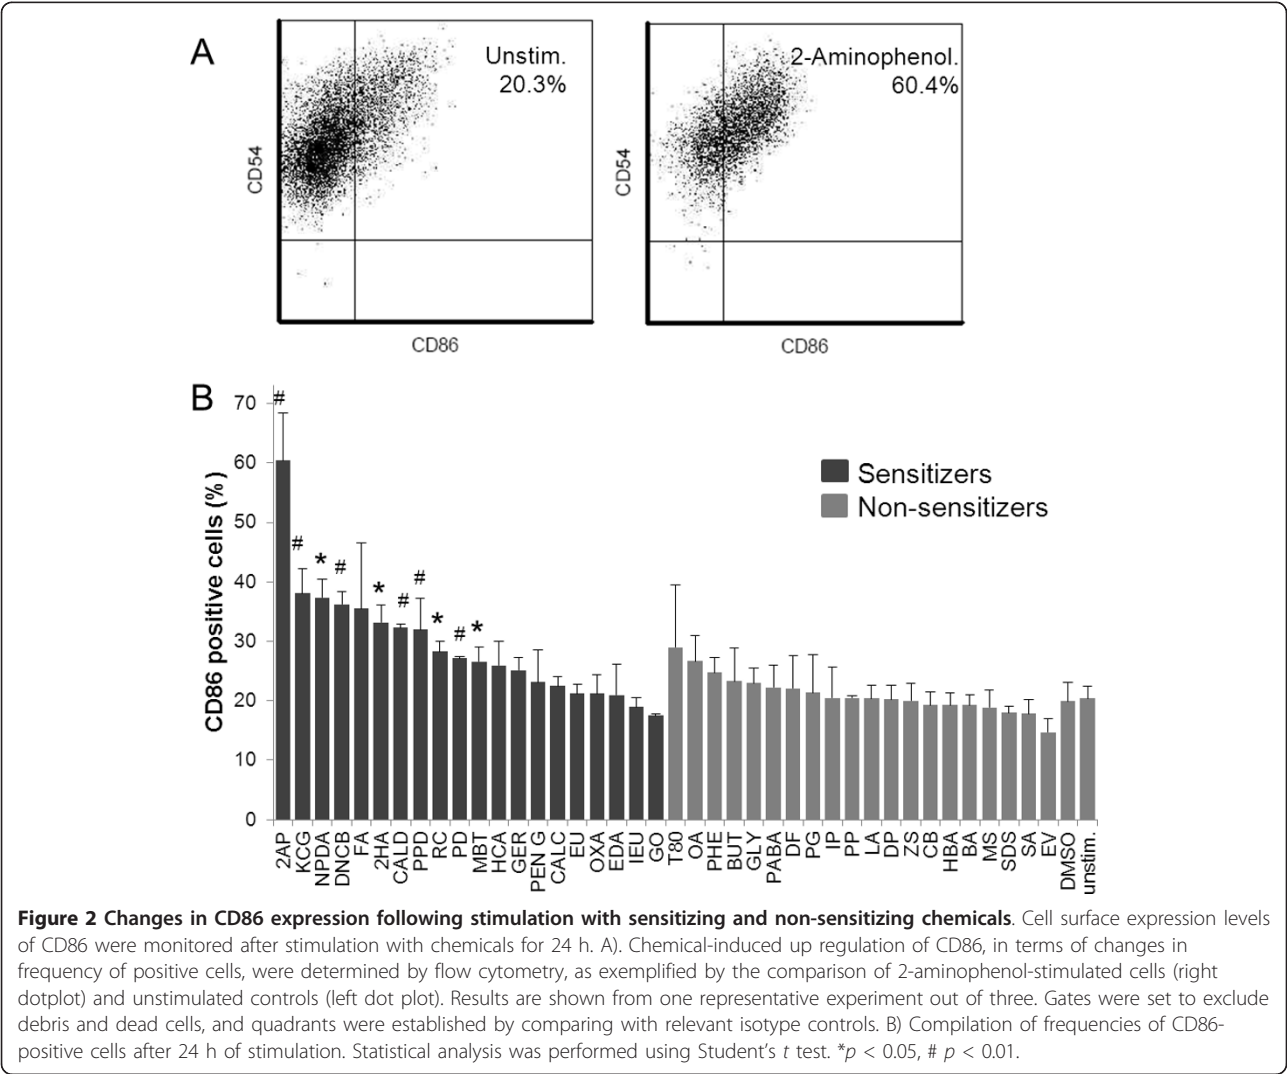 A
Unstim.
20.3%
CD54
CD86
2-Aminophenol.
60.4%
CD54
CD86
B
CD86 positive cells (%)
70
60
50
40
30
20
10
0
#
#
*
#
*
#
#
*
#
*
Sensitizers
Non-sensitizers
2AP
KCG
NPDA
DNCB
FA
2HA
CALD
PPD
RC
PD
MBT
HCA
GER
PEN G
CALC
EU
OXA
EDA
IEU
GO
T80
OA
PHE
BUT
GLY
PABA
DF
PG
IP
PP
LA
DP
ZS
CB
HBA
BA
MS
SDS
SA
EV
DMSO
unstim.
Figure 2 Changes in CD86 expression following stimulation with sensitizing and non-sensitizing chemicals. Cell surface expression levels
of CD86 were monitored after stimulation with chemicals for 24 h. A). Chemical-induced up regulation of CD86, in terms of changes in
frequency of positive cells, were determined by flow cytometry, as exemplified by the comparison of 2-aminophenol-stimulated cells (right
dotplot) and unstimulated controls (left dot plot). Results are shown from one representative experiment out of three. Gates were set to exclude
debris and dead cells, and quadrants were established by comparing with relevant isotype controls. B) Compilation of frequencies of CD86-
positive cells after 24 h of stimulation. Statistical analysis was performed using Student's t test. *p < 0.05, # p < 0.01.